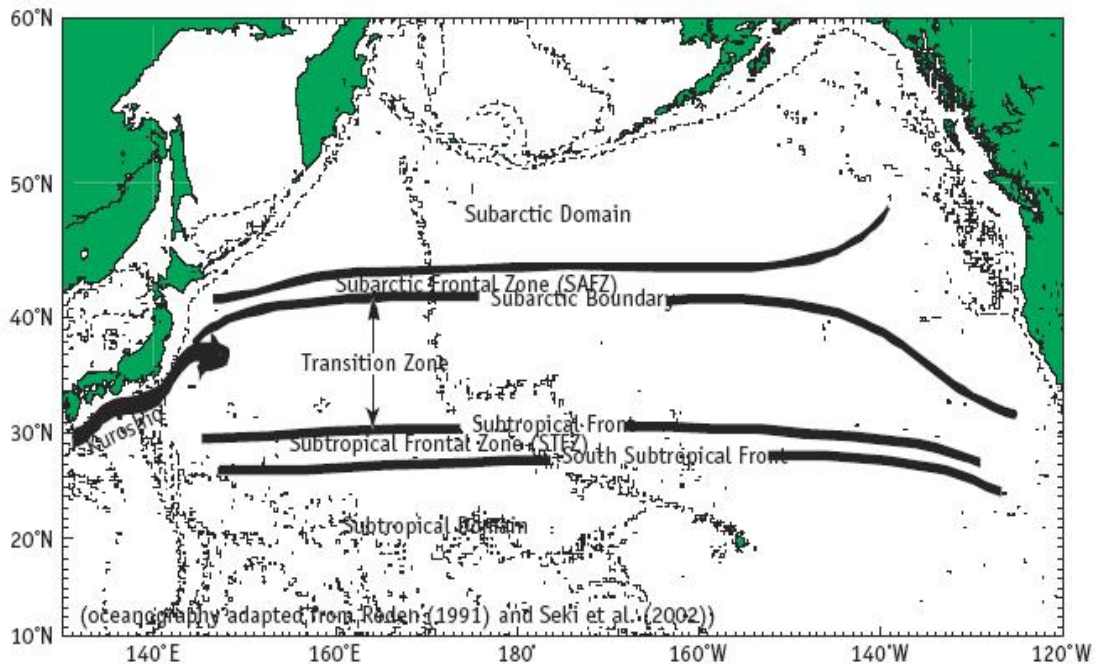 60°N
50°N
Subarctic Domain
Subarctic Frontal Zone (SAFZ)
Subarctic Boundary
40°N
Transition Zone
Kuroshio
Subtropical Front
30°N
Subtropical Frontal Zone (STFZ)
South Subtropical Front
20°N
Subtropical Domain
(oceanography adapted from Roden (1991) and Seki et al. (2002))
10°N
140°E 160°E 180° 160°W 140°W 120°W